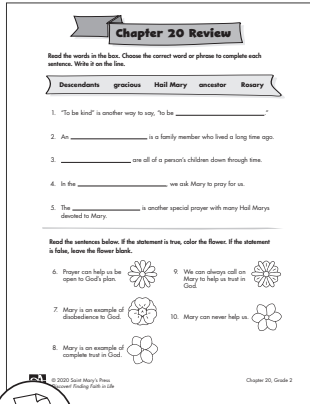 Chapter 20 Review
Read the words in the box. Choose the correct word or phrase to complete each
sentence. Write it on the line.
Descendants gracious Hail Mary ancestor Rosary
1. "To be kind" is another way to say, "to be ____________________."
2. An ____________________ is a family member who lived a long time ago.
3. ____________________ are all of a person's children down through time.
4. In the ____________________, we ask Mary to pray for us.
5. The ____________________ is another special prayer with many Hail Marys
devoted to Mary.
Read the sentences below. If the statement is true, color the flower. If the statement
is false, leave the flower blank.
6. Prayer can help us be
open to God's plan.
7. Mary is an example of
disobedience to God.
8. Mary is an example of
complete trust in God.
9. We can always call on
Mary to help us trust in
God.
10. Mary can never help us.
© 2020 Saint Mary's Press
Discover! Finding Faith in Life
Chapter 20, Grade 2